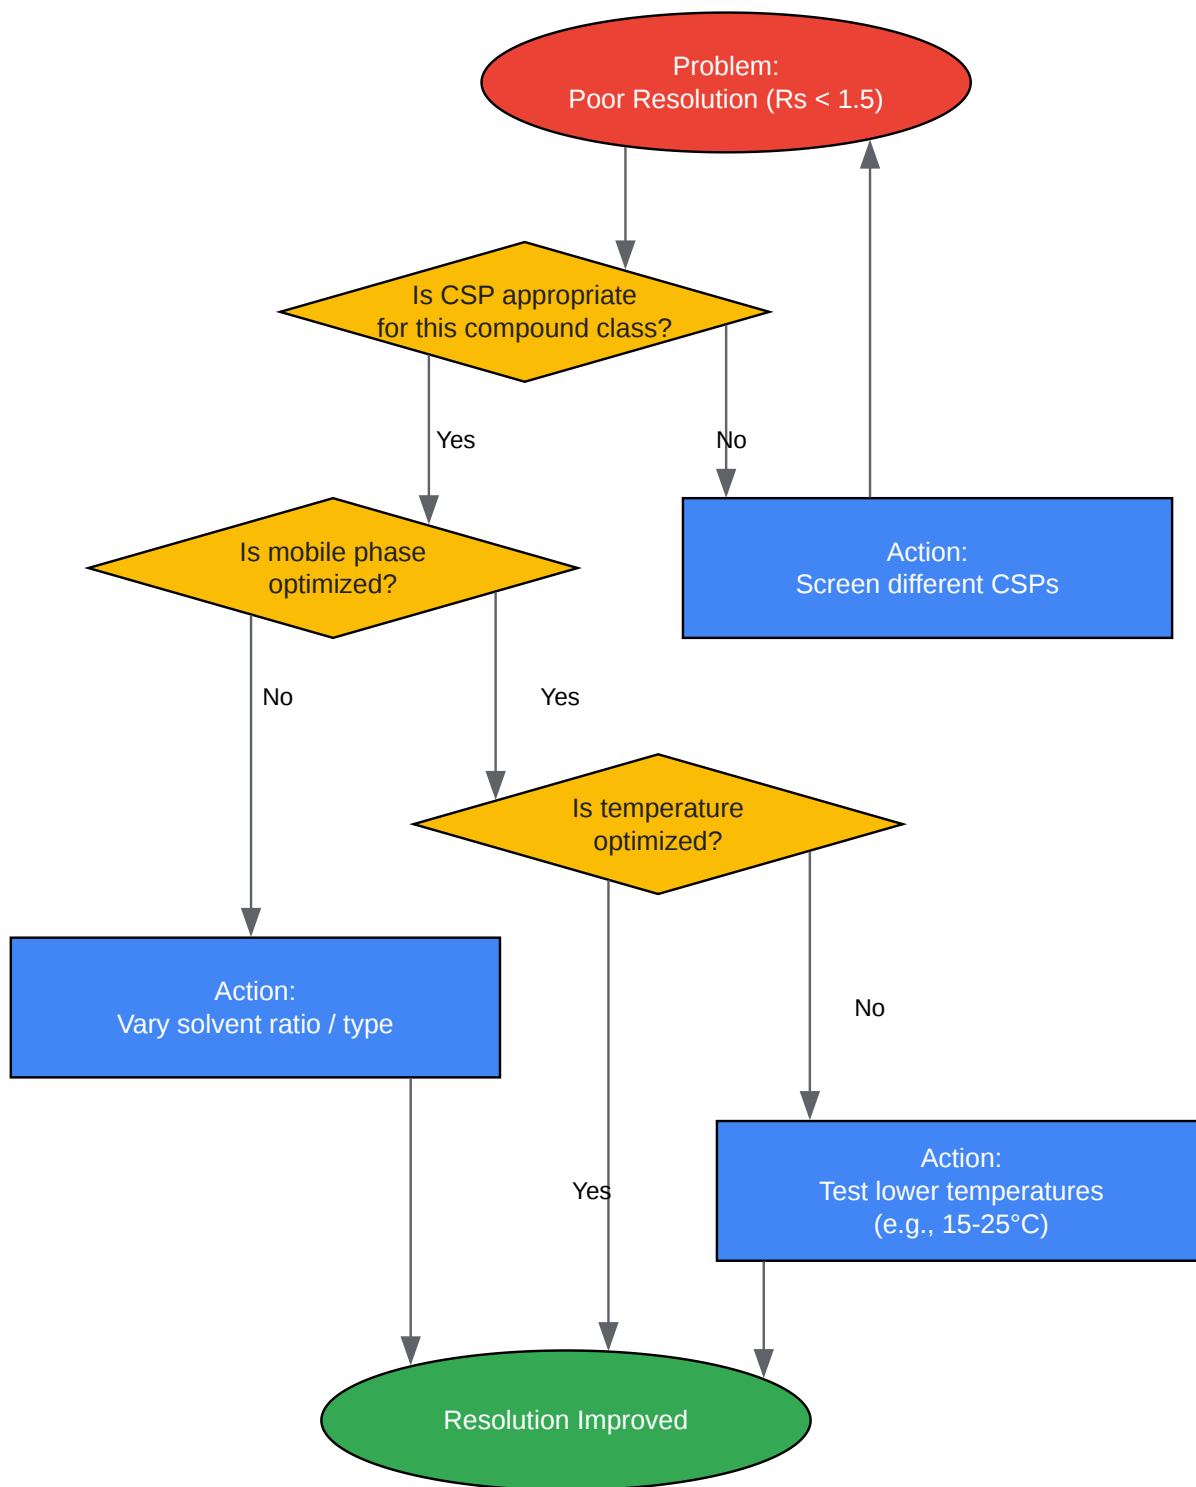 Problem:
Poor Resolution (Rs < 1.5)
Is CSP appropriate
for this compound class?
Yes
No
Is mobile phase
optimized?
Action:
Screen different CSPs
No
Yes
Is temperature
optimized?
Action:
Vary solvent ratio / type
No
Action:
Test lower temperatures
(e.g., 15-25°C)
Yes
Resolution Improved